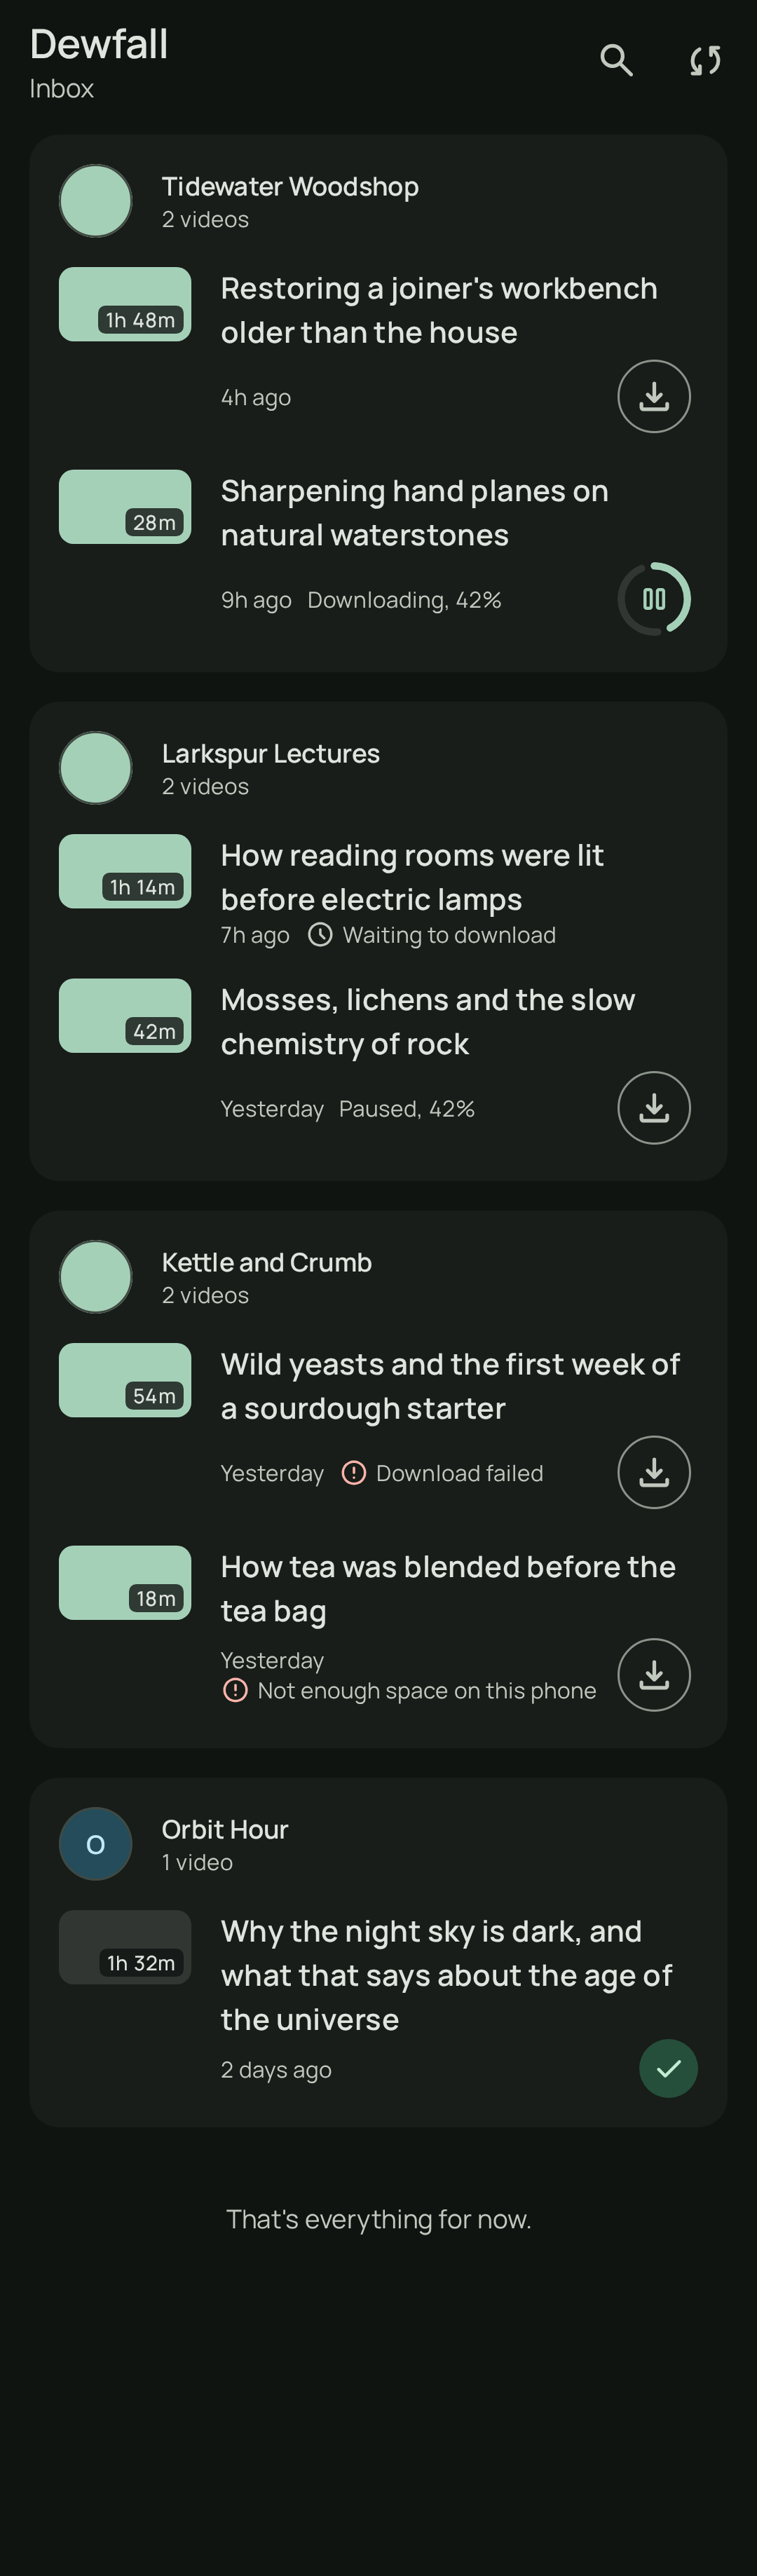 Dewfall
Inbox
Tidewater Woodshop
2 videos
1h 48m
Restoring a joiner's workbench
older than the house
4h ago
28m
Sharpening hand planes on
natural waterstones
9h ago Downloading, 42%
Larkspur Lectures
2 videos
1h 14m
How reading rooms were lit
before electric lamps
7h ago Waiting to download
42m
Mosses, lichens and the slow
chemistry of rock
Yesterday Paused, 42%
Kettle and Crumb
2 videos
54m
Wild yeasts and the first week of
a sourdough starter
Yesterday Download failed
18m
How tea was blended before the
tea bag
Yesterday
Not enough space on this phone
O
Orbit Hour
1 video
1h 32m
Why the night sky is dark, and
what that says about the age of
the universe
2 days ago
That's everything for now.